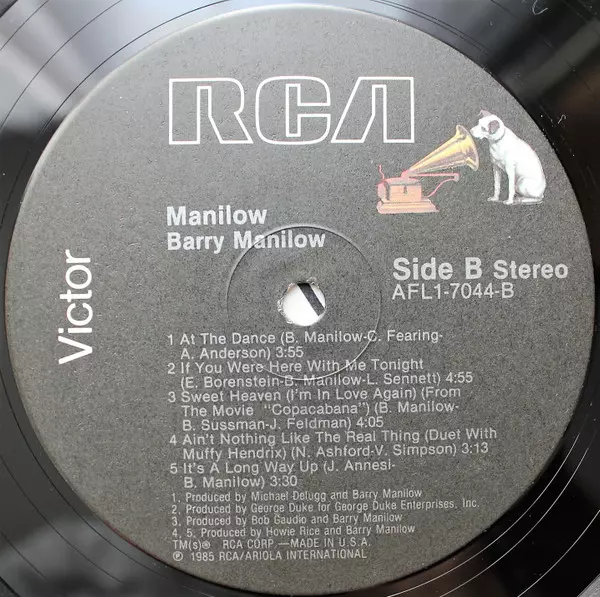 RCA
Victor
Manilow
Barry Manilow
Side B Stereo
AFL1-7044-B
1 At The Dance (B. Manilow-C. Fearing-
A. Anderson) 3:55
2 If You Were Here With Me Tonight
(E. Borenstein-B. Manilow-L. Sennett) 4:55
3 Sweet Heaven (I'm In Love Again) (From
The Movie "Copacabana") (B. Manilow-
B. Sussman-J. Feldman) 4:05
4 Ain't Nothing Like The Real Thing (Duet With
Muffy Hendrix) (N. Ashford-V. Simpson) 3:13
5 It's A Long Way Up (J. Annesi-
B. Manilow) 3:30
1. Produced by Michael Delugg and Barry Manilow
2. Produced by George Duke for George Duke Enterprises, Inc.
3. Produced by Bob Gaudio and Barry Manilow
4, 5. Produced by Howie Rice and Barry Manilow
TM(s)® RCA CORP.—MADE IN U.S.A.
℗ 1985 RCA/ARIOLA INTERNATIONAL